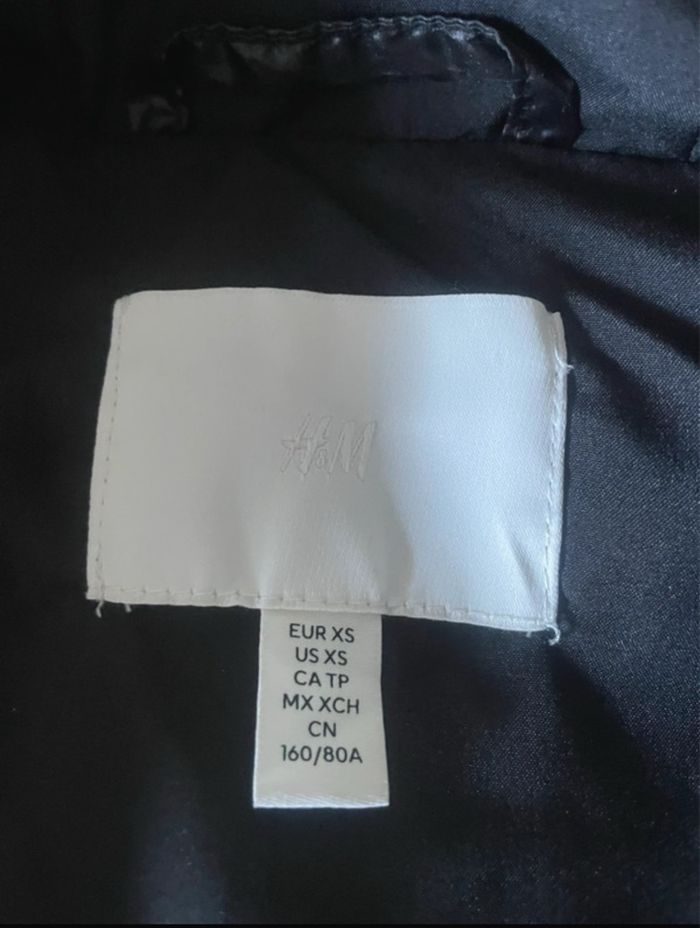 H&M
EUR XS
US XS
CA TP
MX XCH
CN
160/80A